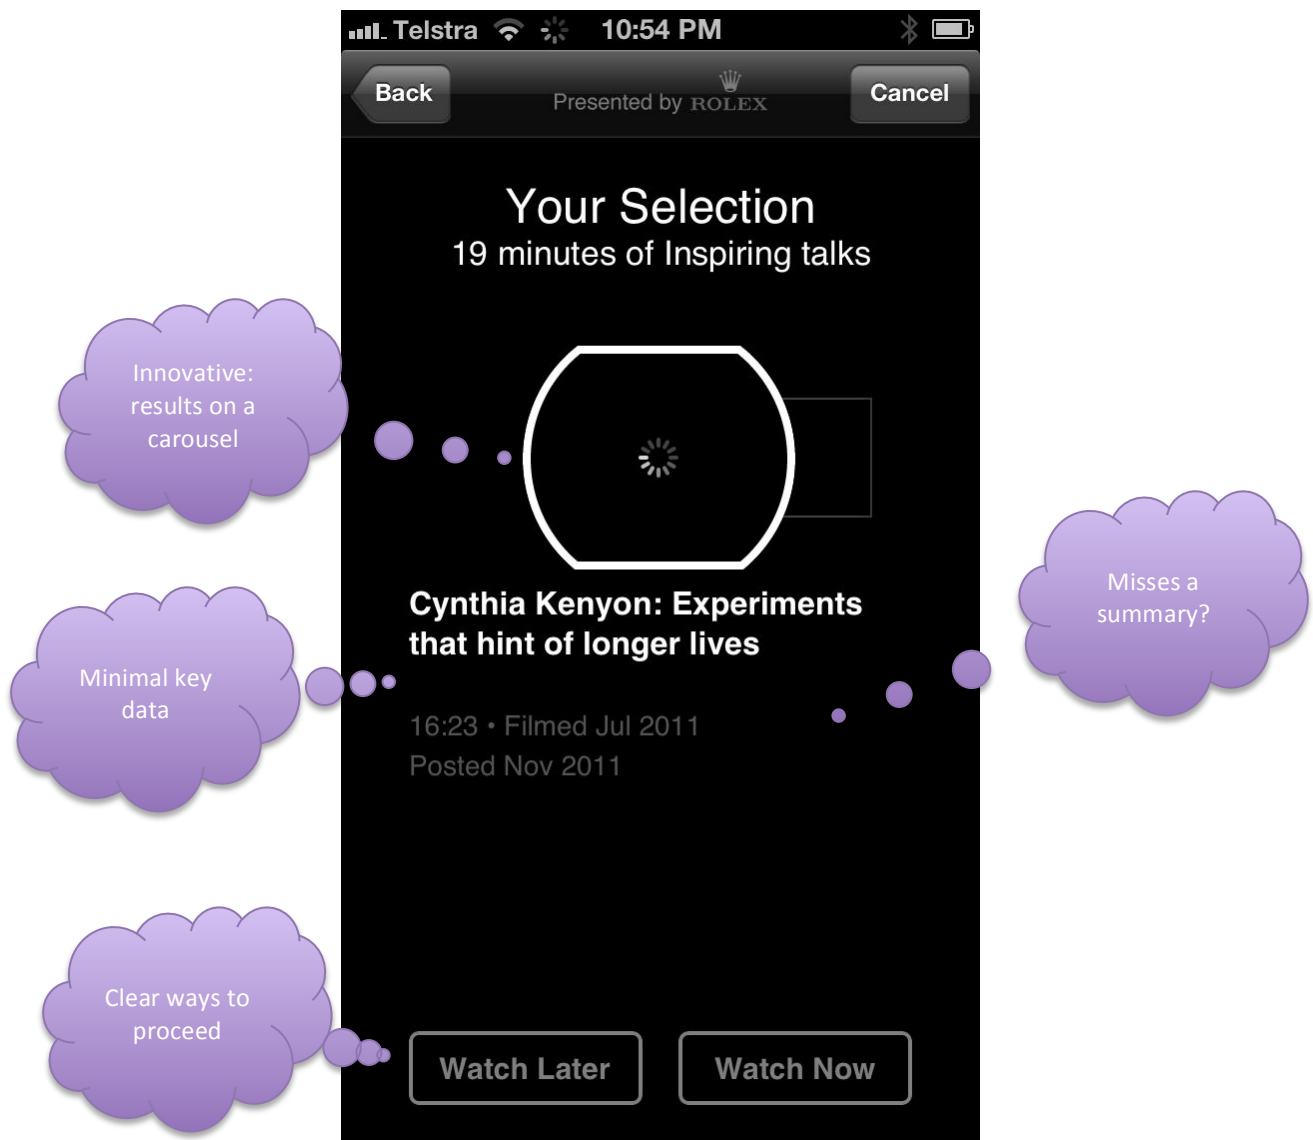 Telstra 10:54 PM
Back
Presented by ROLEX
Cancel
Your Selection
19 minutes of Inspiring talks
Innovative:
results on a
carousel
Cynthia Kenyon: Experiments
that hint of longer lives
Misses a
summary?
Minimal key
data
16:23 • Filmed Jul 2011
Posted Nov 2011
Clear ways to
proceed
Watch Later
Watch Now